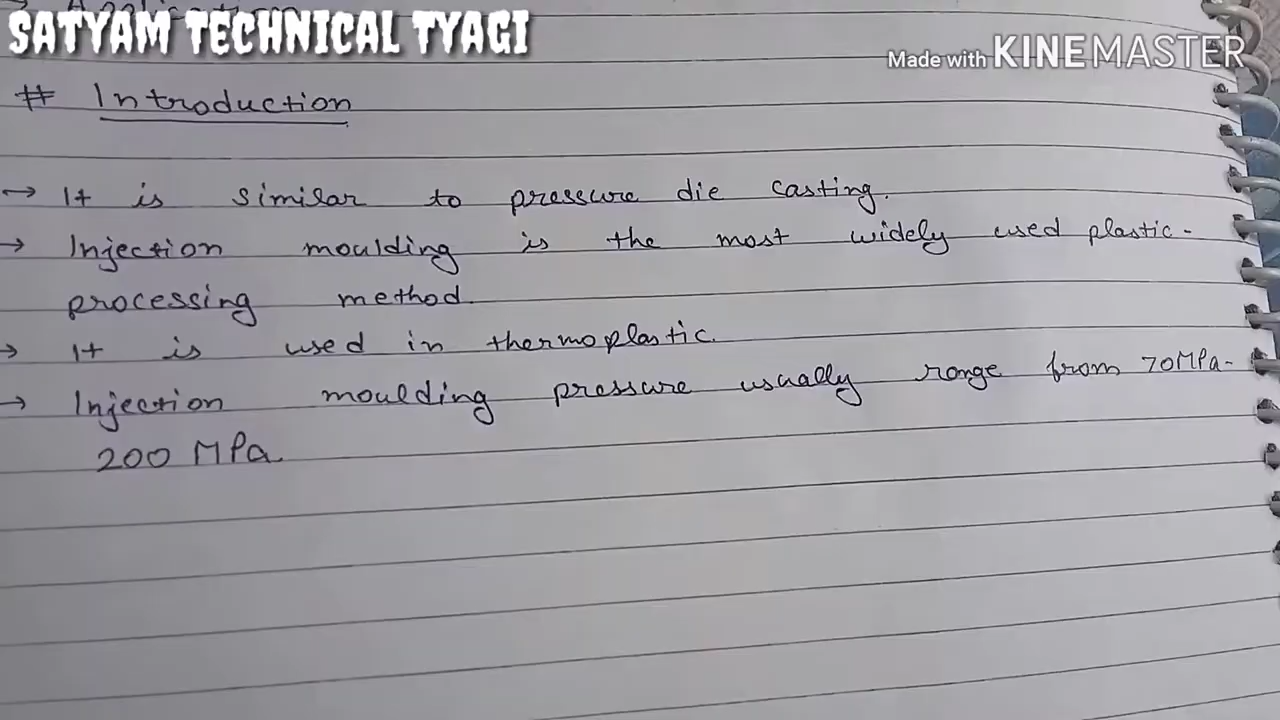 SATYAM TECHNICAL TYAGI
Made with KINEMASTER
# Introduction
→ It is similar to pressure die casting.
→ Injection moulding is the most widely used plastic-
processing method.
→ It is used in thermoplastic.
→ Injection moulding pressure usually range from 70MPa-
200 MPa